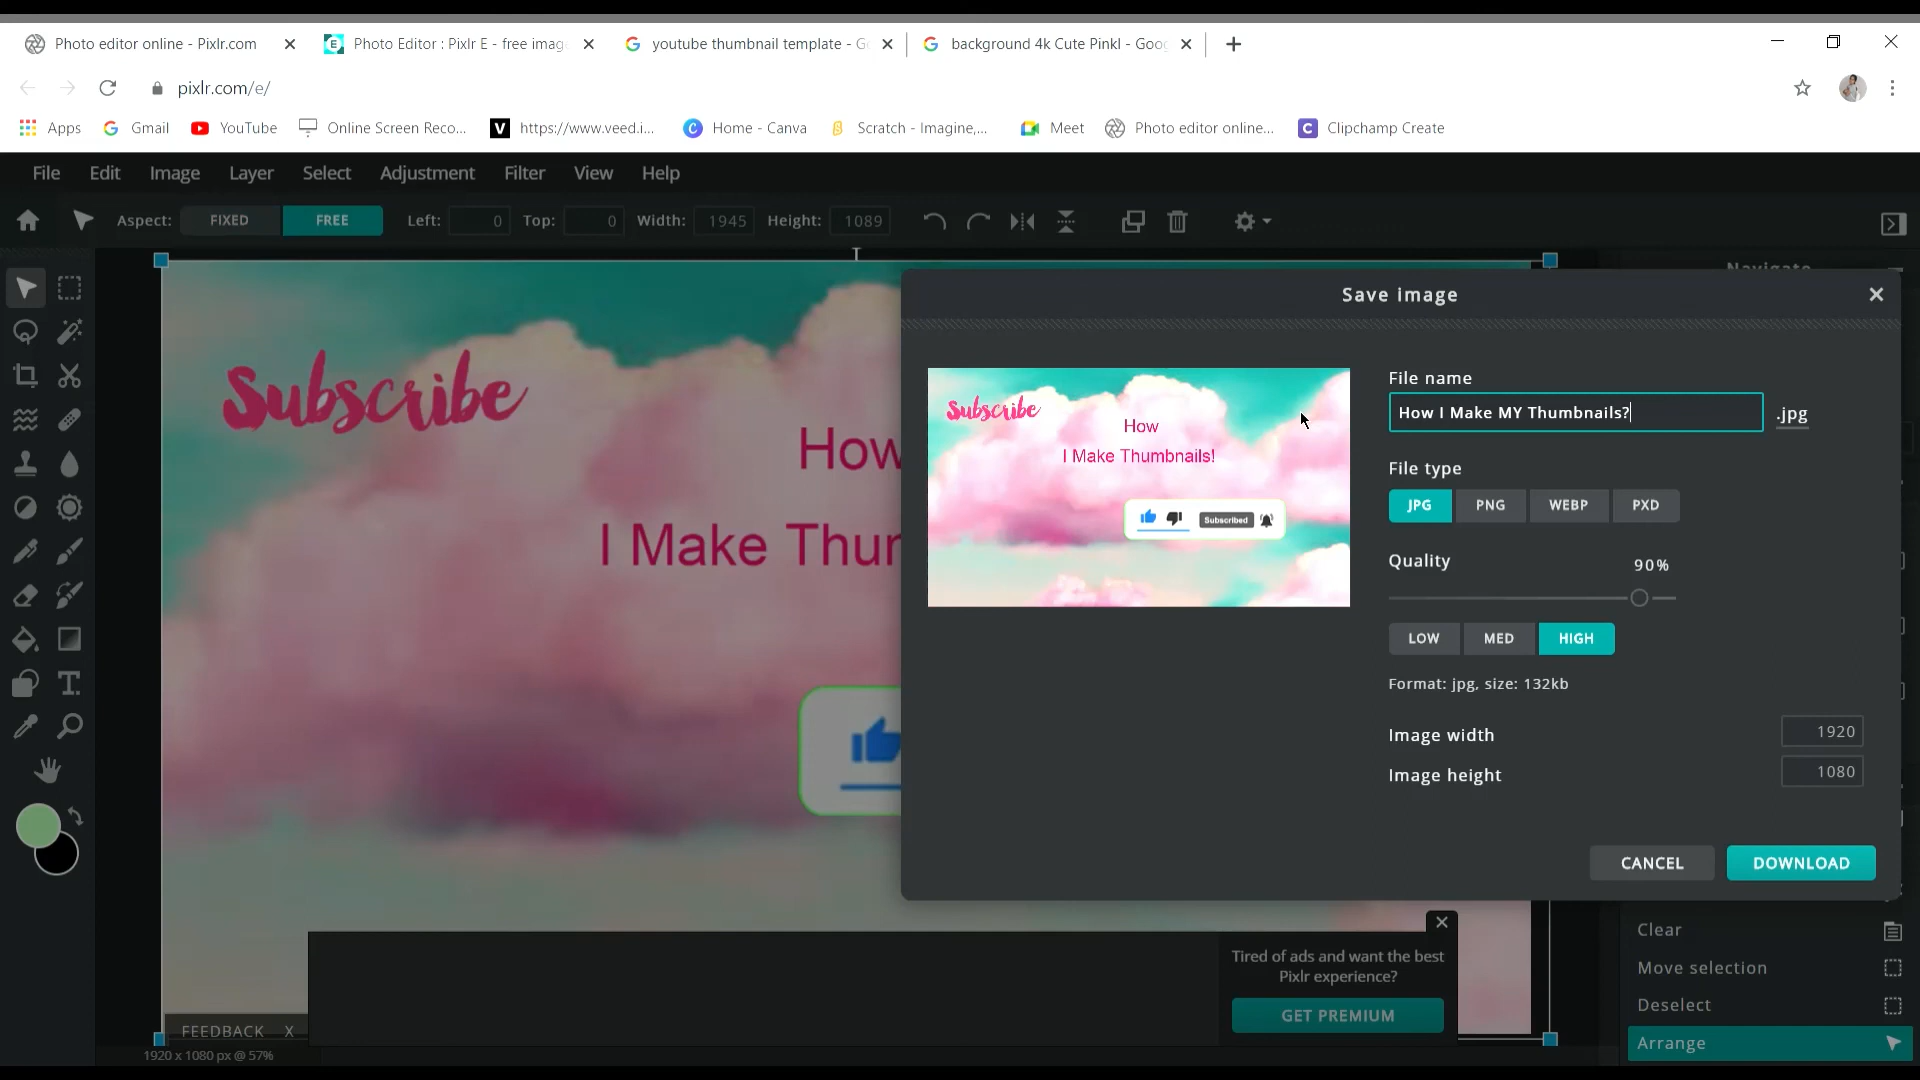 Photo editor online - Pixlr.com
Photo Editor : Pixlr E - free imag
youtube thumbnail template - G
background 4k Cute Pinkl - Goo
pixlr.com/e/
Apps
Gmail
YouTube
Online Screen Reco...
https://www.veed.i...
Home - Canva
Scratch - Imagine,...
Meet
Photo editor online...
Clipchamp Create
File Edit Image Layer Select Adjustment Filter View Help
Aspect: FIXED FREE Left: 0 Top: 0 Width: 1945 Height: 1089
Navigate
Subscribe
How
I Make Thum
Save image
Subscribe
How
I Make Thumbnails!
Subscribed
File name
How I Make MY Thumbnails?
.jpg
File type
JPG PNG WEBP PXD
Quality
90%
LOW MED HIGH
Format: jpg, size: 132kb
Image width 1920
Image height 1080
CANCEL DOWNLOAD
Clear
Move selection
Deselect
Arrange
Tired of ads and want the best
Pixlr experience?
GET PREMIUM
FEEDBACK X
1920 x 1080 px @ 57%